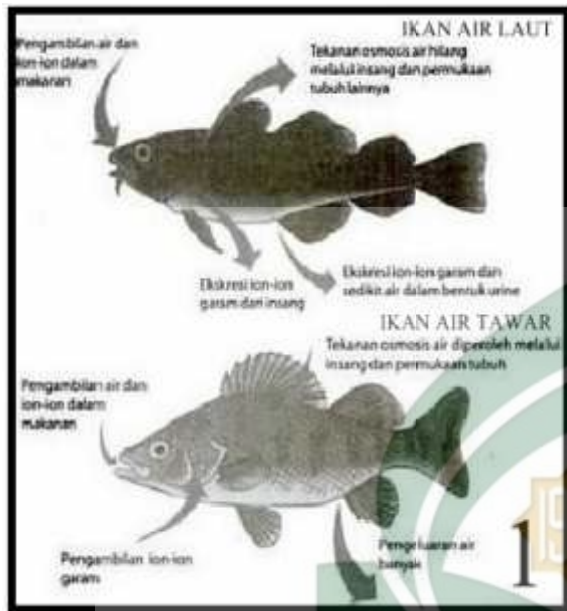 IKAN AIR LAUT
Pengambilan air dan
ion-ion dalam
makanan
Tekanan osmosis air hilang
melalui insang dan permukaan
tubuh lainnya
Ekskresi ion-ion
garam dari insang
Ekskresi ion-ion garam dan
sedikit air dalam bentuk urine
IKAN AIR TAWAR
Tekanan osmosis air diperoleh melalui
insang dan permukaan tubuh
Pengambilan air dan
ion-ion dalam
makanan
Pengambilan ion-ion
garam
Pengeluaran air
banyak
1